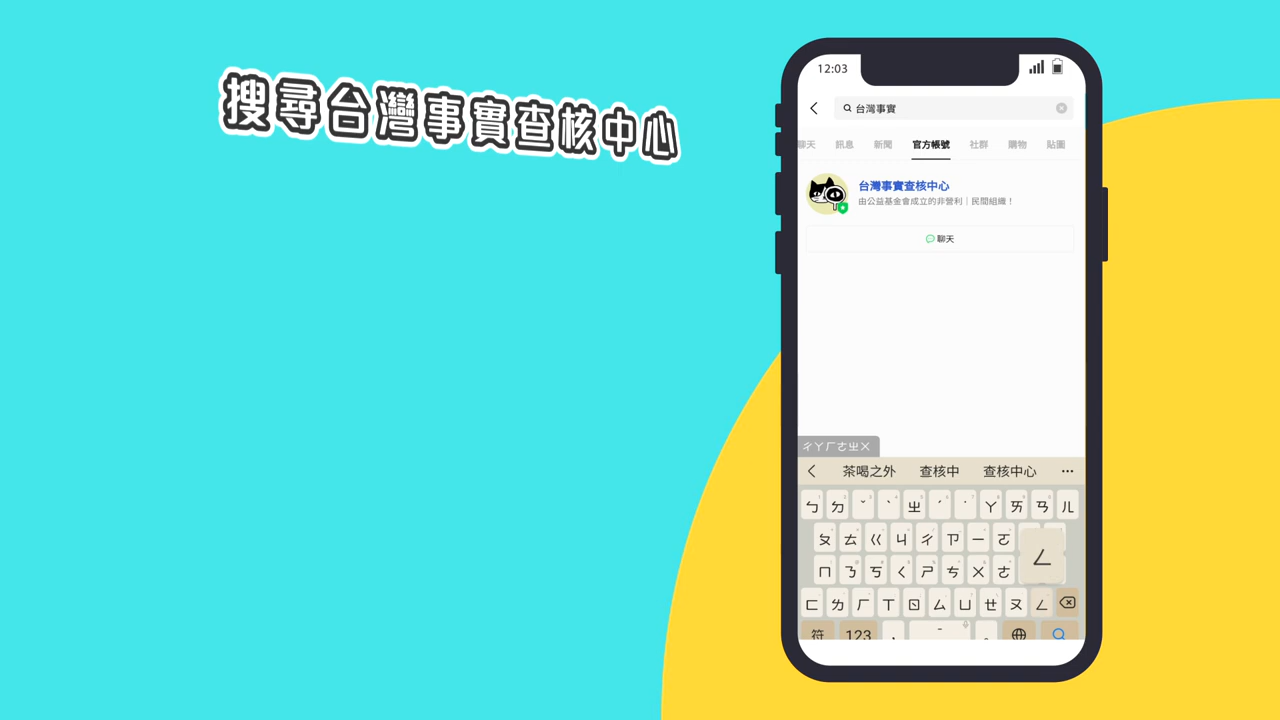 搜尋台灣事實查核中心
12:03
台灣事實
聊天 訊息 新聞 官方帳號 社群 購物 貼圖
台灣事實查核中心
由公益基金會成立的非營利｜民間組織！
聊天
ㄔㄚㄏㄜㄓㄨ
茶喝之外 查核中 查核中心 ...
ㄅ ㄉ ˇ ˋ ㄓ ˊ ˙ ㄚ ㄞ ㄢ ㄦ
ㄆ ㄊ ㄍ ㄐ ㄔ ㄗ ㄧ ㄛ ㄥ
ㄇ ㄋ ㄎ ㄑ ㄕ ㄘ ㄨ ㄜ
ㄈ ㄌ ㄏ ㄒ ㄖ ㄙ ㄩ ㄝ ㄡ ㄥ
符 123 ， 。